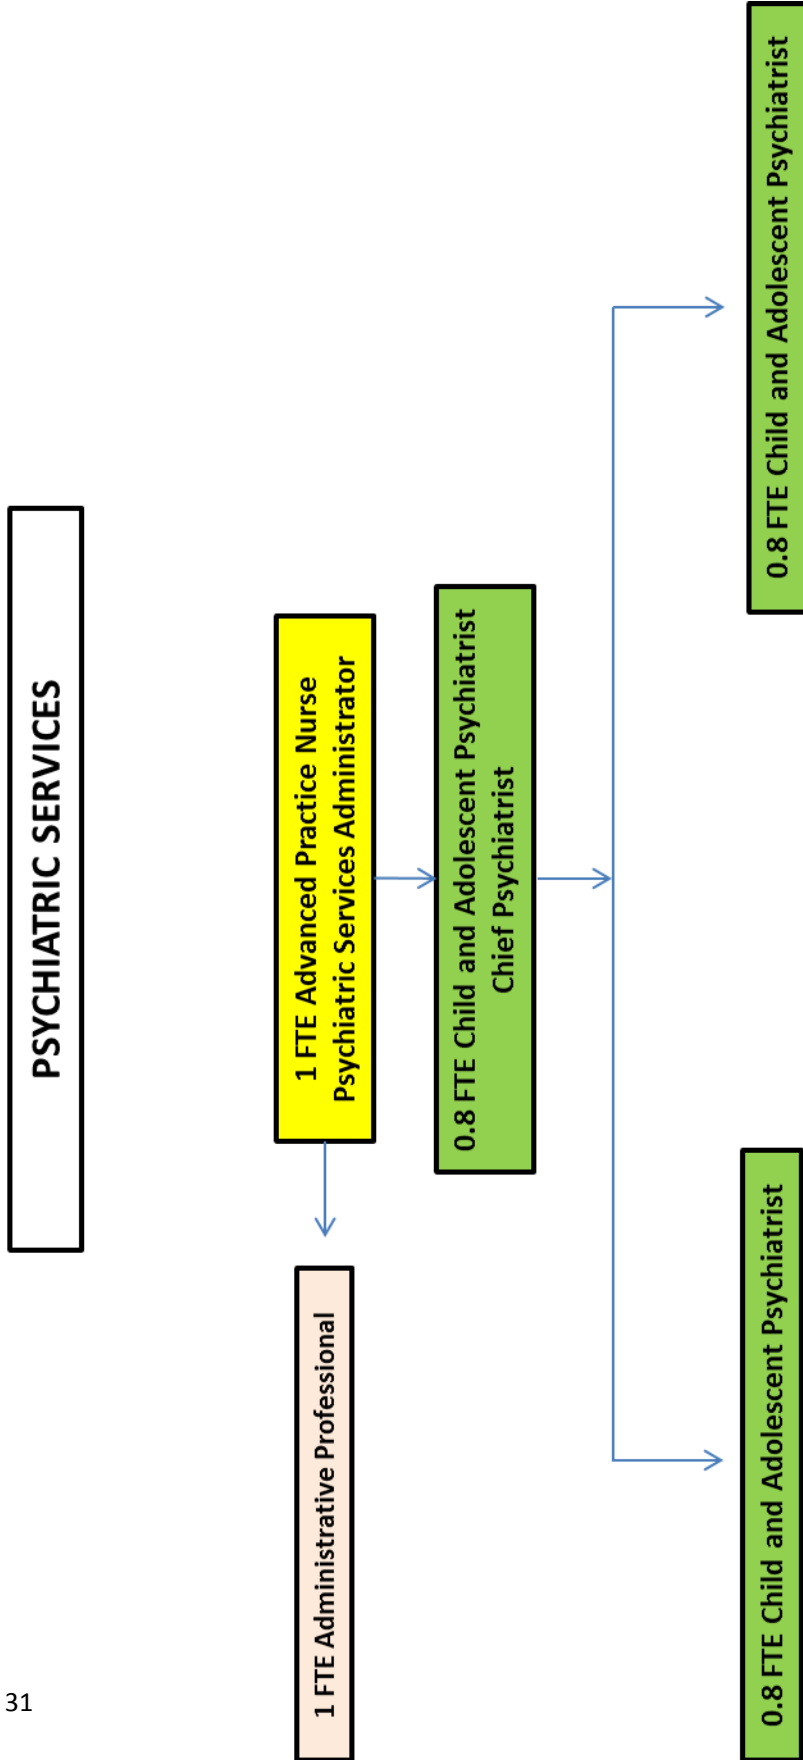 PSYCHIATRIC SERVICES
1 FTE Advanced Practice Nurse
Psychiatric Services Administrator
1 FTE Administrative Professional
0.8 FTE Child and Adolescent Psychiatrist
Chief Psychiatrist
0.8 FTE Child and Adolescent Psychiatrist
0.8 FTE Child and Adolescent Psychiatrist
31